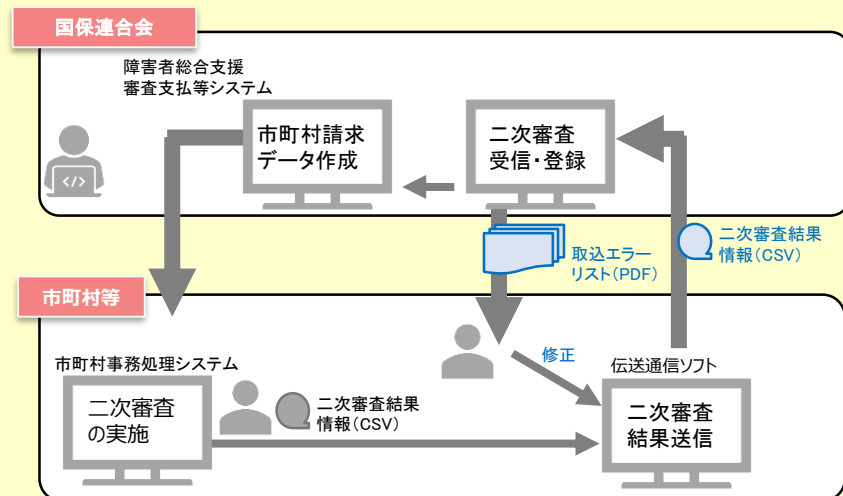 国保連合会
障害者総合支援
審査支払等システム
市町村請求
データ作成
二次審査
受信・登録
</>
取込エラー
リスト(PDF)
二次審査結果
情報(CSV)
市町村等
市町村事務処理システム
二次審査
の実施
二次審査結果
情報(CSV)
修正
伝送通信ソフト
二次審査
結果送信